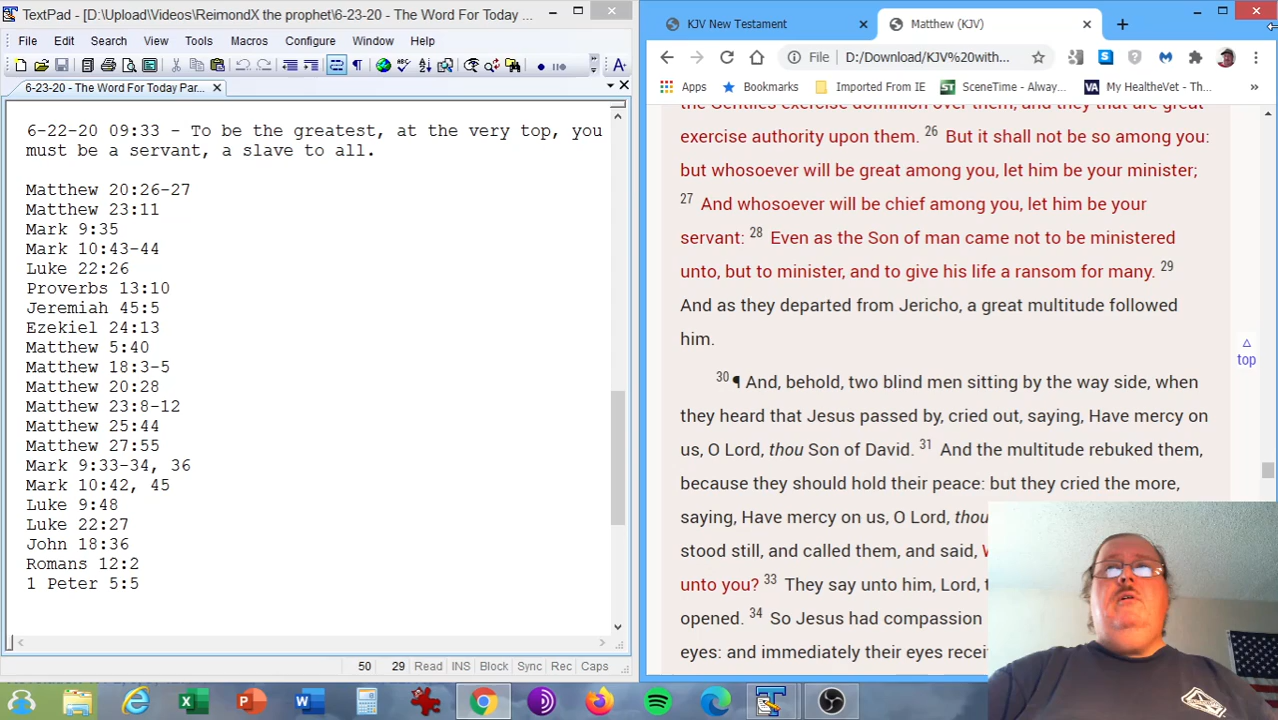 TextPad - [D:\Upload\Videos\ReimondX the prophet\6-23-20 - The Word For Today ...
File Edit Search View Tools Macros Configure Window Help
6-23-20 - The Word For Today Par...
6-22-20 09:33 - To be the greatest, at the very top, you
must be a servant, a slave to all.
Matthew 20:26-27
Matthew 23:11
Mark 9:35
Mark 10:43-44
Luke 22:26
Proverbs 13:10
Jeremiah 45:5
Ezekiel 24:13
Matthew 5:40
Matthew 18:3-5
Matthew 20:28
Matthew 23:8-12
Matthew 25:44
Matthew 27:55
Mark 9:33-34, 36
Mark 10:42, 45
Luke 9:48
Luke 22:27
John 18:36
Romans 12:2
1 Peter 5:5
50 29 Read INS Block Sync Rec Caps
KJV New Testament
Matthew (KJV)
File D:/Download/KJV%20with...
Apps Bookmarks Imported From IE SceneTime - Alway... My HealtheVet - Th...
the Gentiles exercise dominion over them, and they that are great
exercise authority upon them. 26 But it shall not be so among you:
but whosoever will be great among you, let him be your minister;
27 And whosoever will be chief among you, let him be your
servant: 28 Even as the Son of man came not to be ministered
unto, but to minister, and to give his life a ransom for many. 29
And as they departed from Jericho, a great multitude followed
him.
top
30 ¶ And, behold, two blind men sitting by the way side, when
they heard that Jesus passed by, cried out, saying, Have mercy on
us, O Lord, thou Son of David. 31 And the multitude rebuked them,
because they should hold their peace: but they cried the more,
saying, Have mercy on us, O Lord, thou
stood still, and called them, and said,
unto you? 33 They say unto him, Lord,
opened. 34 So Jesus had compassion
eyes: and immediately their eyes